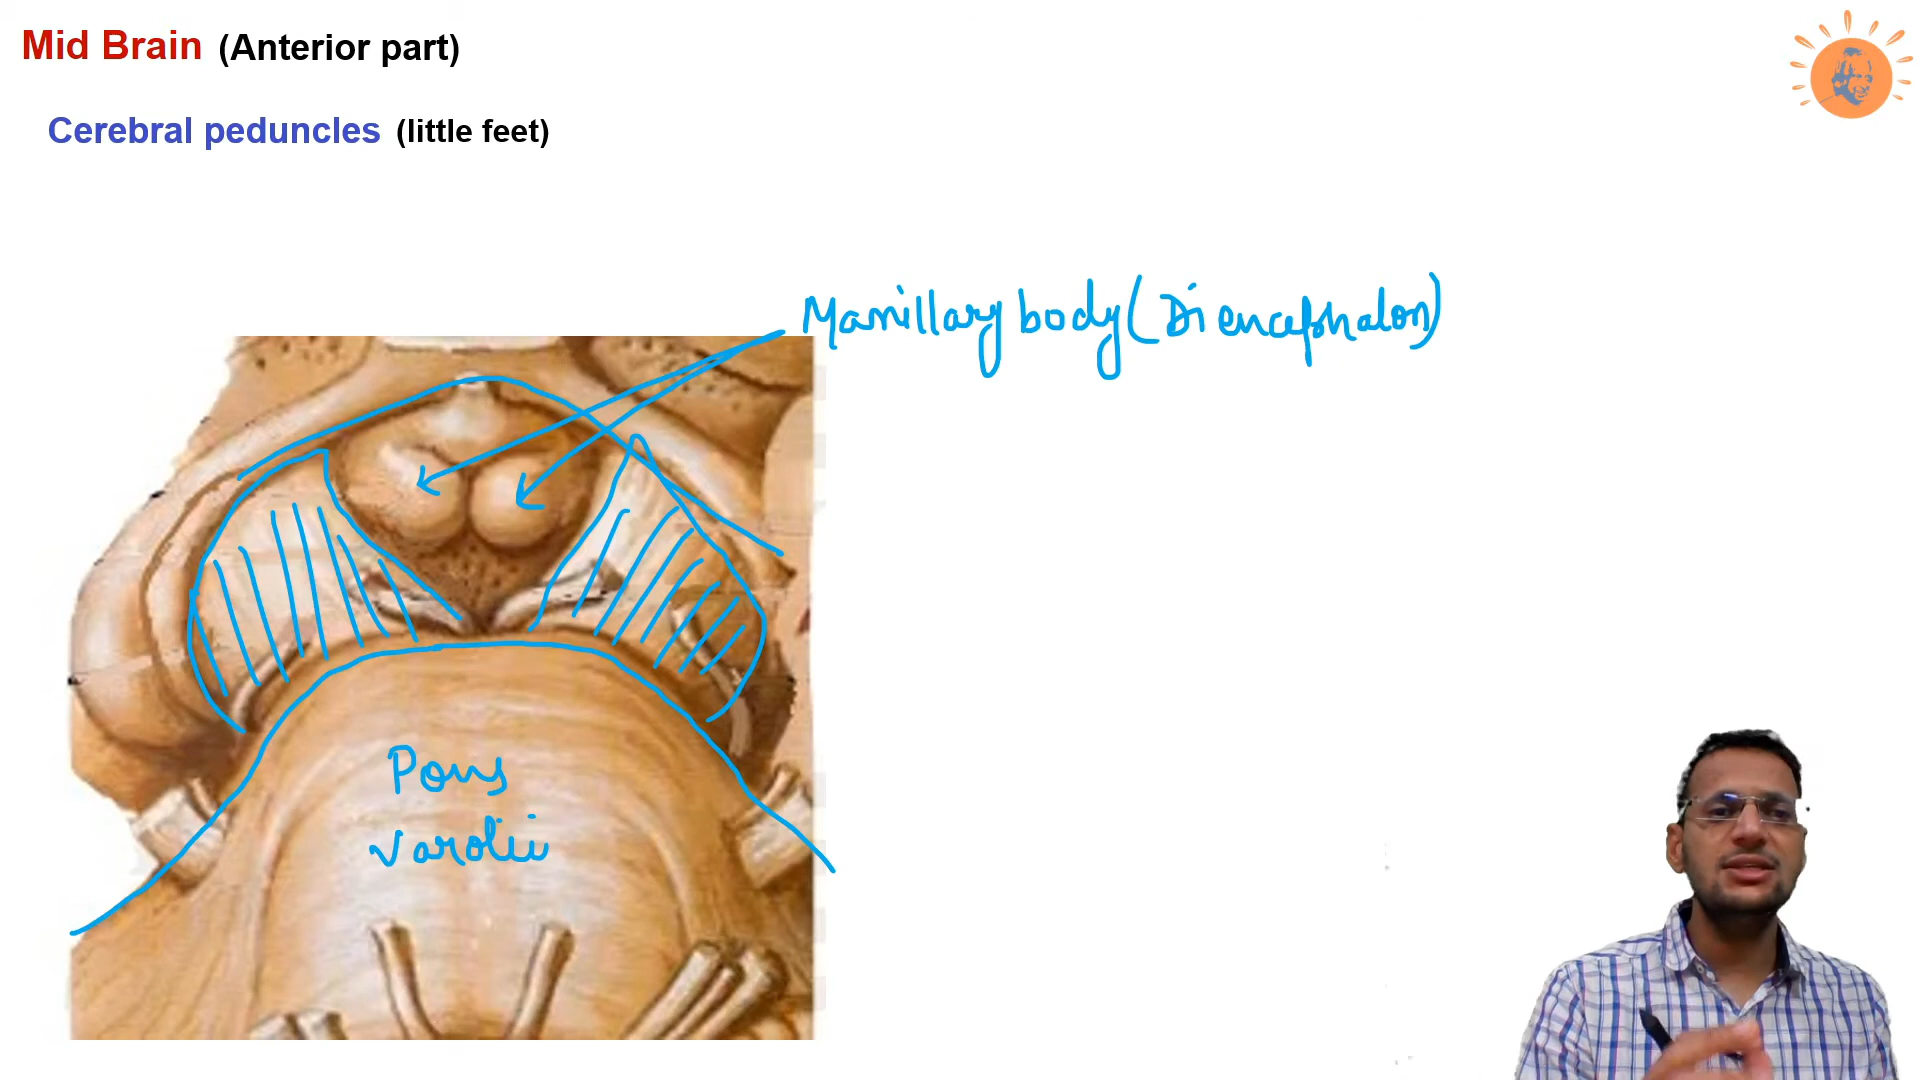 Mid Brain (Anterior part)
Cerebral peduncles (little feet)
Mamillary body (Diencephalon)
Pons
varolii